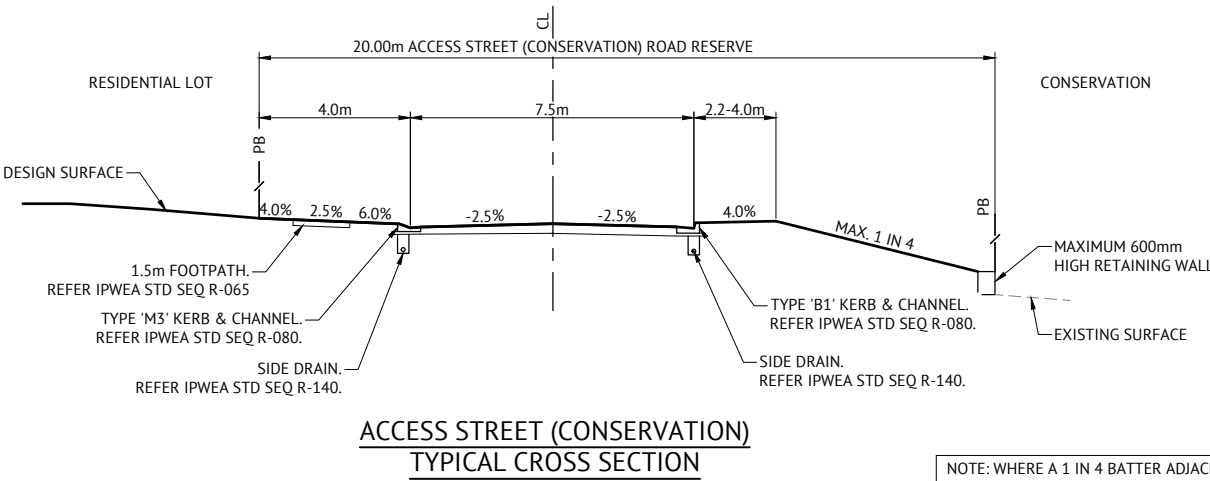 CL
20.00m ACCESS STREET (CONSERVATION) ROAD RESERVE
RESIDENTIAL LOT
CONSERVATION
4.0m
7.5m
2.2-4.0m
PB
PB
DESIGN SURFACE
4.0%
2.5%
6.0%
-2.5%
-2.5%
4.0%
MAX. 1 IN 4
MAXIMUM 600mm
HIGH RETAINING WALL
1.5m FOOTPATH.
REFER IPWEA STD SEQ R-065
TYPE 'M3' KERB & CHANNEL.
REFER IPWEA STD SEQ R-080.
SIDE DRAIN.
REFER IPWEA STD SEQ R-140.
TYPE 'B1' KERB & CHANNEL.
REFER IPWEA STD SEQ R-080.
SIDE DRAIN.
REFER IPWEA STD SEQ R-140.
EXISTING SURFACE
ACCESS STREET (CONSERVATION)
TYPICAL CROSS SECTION
NOTE: WHERE A 1 IN 4 BATTER